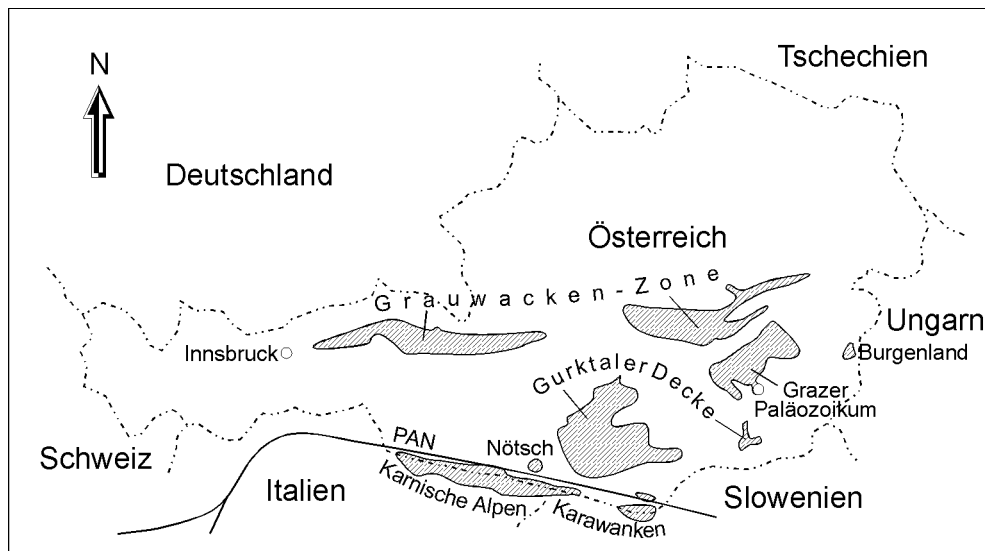 Tschechien
N
Deutschland
Österreich
Grauwacken-Zone
Ungarn
Innsbruck
Burgenland
Gurktaler Decke
Grazer
Paläozoikum
PAN
Nötsch
Schweiz
Italien
Karnische Alpen
Karawanken
Slowenien